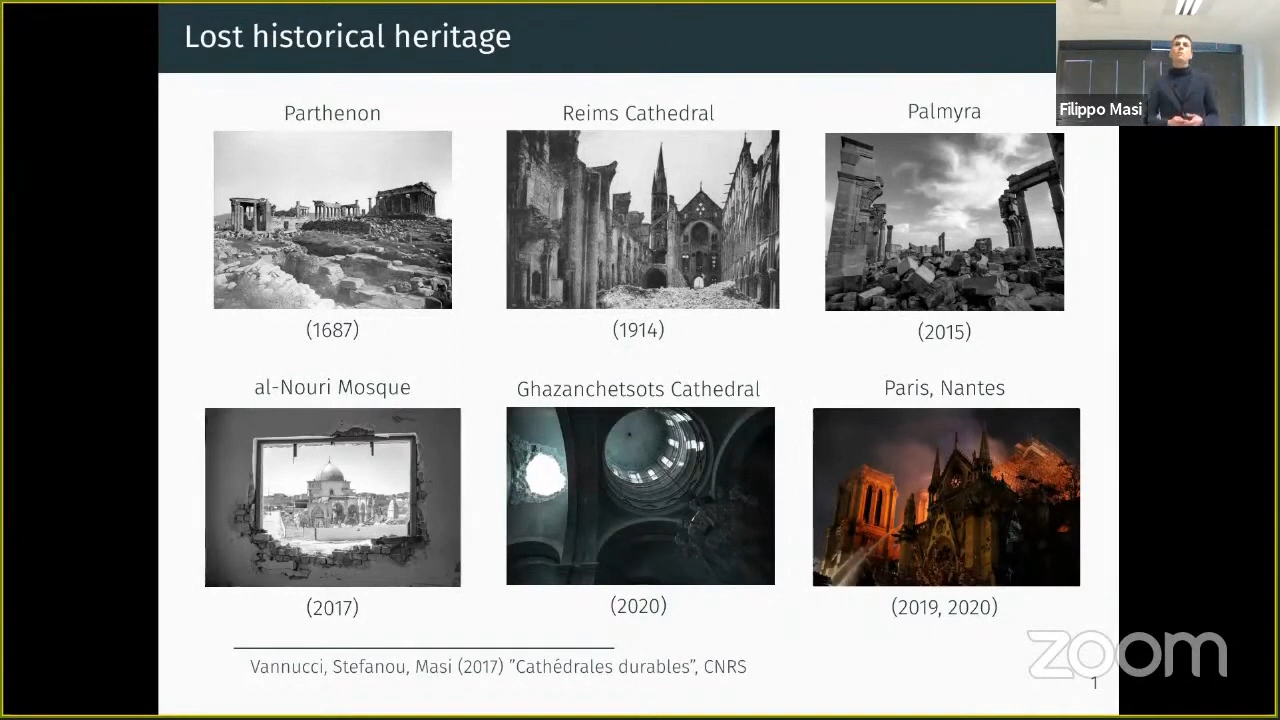 Lost historical heritage
Filippo Masi
Parthenon
Reims Cathedral
Palmyra
(1687)
(1914)
(2015)
al-Nouri Mosque
Ghazanchetsots Cathedral
Paris, Nantes
(2017)
(2020)
(2019, 2020)
Vannucci, Stefanou, Masi (2017) ”Cathédrales durables”, CNRS
zoom
1